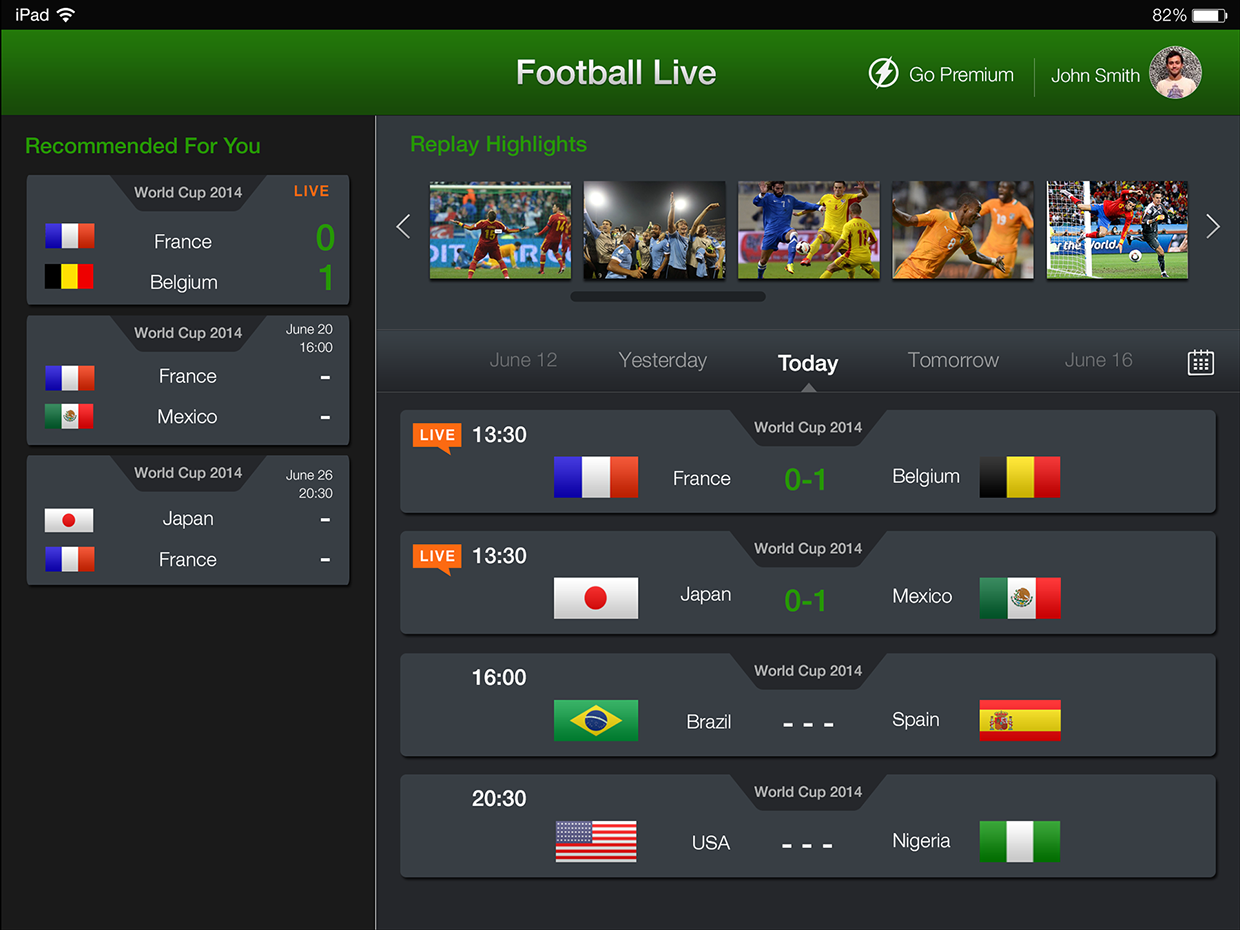 iPad
82%
Football Live
Go Premium
John Smith
Recommended For You
World Cup 2014
LIVE
France
0
Belgium
1
World Cup 2014
June 20
16:00
France
-
Mexico
-
World Cup 2014
June 26
20:30
Japan
-
France
-
Replay Highlights
the World.
June 12
Yesterday
Today
Tomorrow
June 16
LIVE
13:30
World Cup 2014
France
0-1
Belgium
LIVE
13:30
World Cup 2014
Japan
0-1
Mexico
16:00
World Cup 2014
Brazil
- - -
Spain
20:30
World Cup 2014
USA
- - -
Nigeria